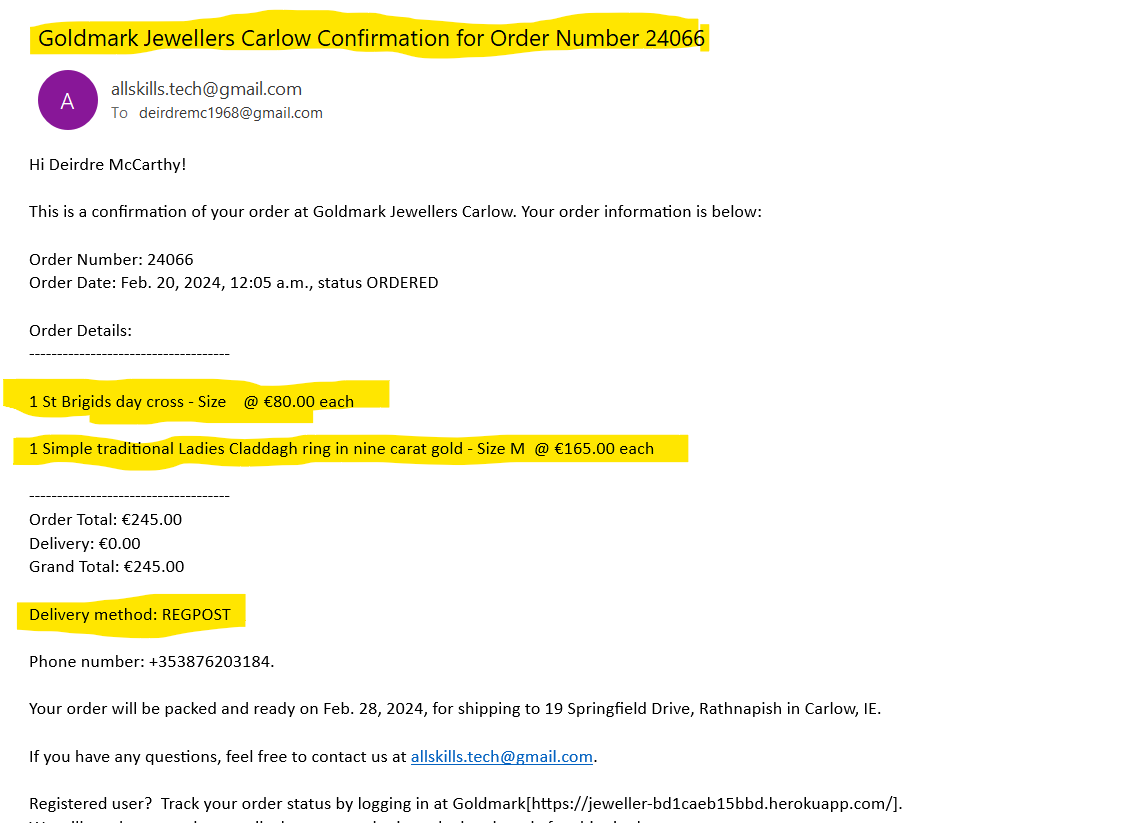 Goldmark Jewellers Carlow Confirmation for Order Number 24066
A
allskills.tech@gmail.com
To deirdremc1968@gmail.com
Hi Deirdre McCarthy!
This is a confirmation of your order at Goldmark Jewellers Carlow. Your order information is below:
Order Number: 24066
Order Date: Feb. 20, 2024, 12:05 a.m., status ORDERED
Order Details:
------------------------------------
1 St Brigids day cross - Size    @ €80.00 each
1 Simple traditional Ladies Claddagh ring in nine carat gold - Size M  @ €165.00 each
------------------------------------
Order Total: €245.00
Delivery: €0.00
Grand Total: €245.00
Delivery method: REGPOST
Phone number: +353876203184.
Your order will be packed and ready on Feb. 28, 2024, for shipping to 19 Springfield Drive, Rathnapish in Carlow, IE.
If you have any questions, feel free to contact us at allskills.tech@gmail.com.
Registered user?  Track your order status by logging in at Goldmark[https://jeweller-bd1caeb15bbd.herokuapp.com/].